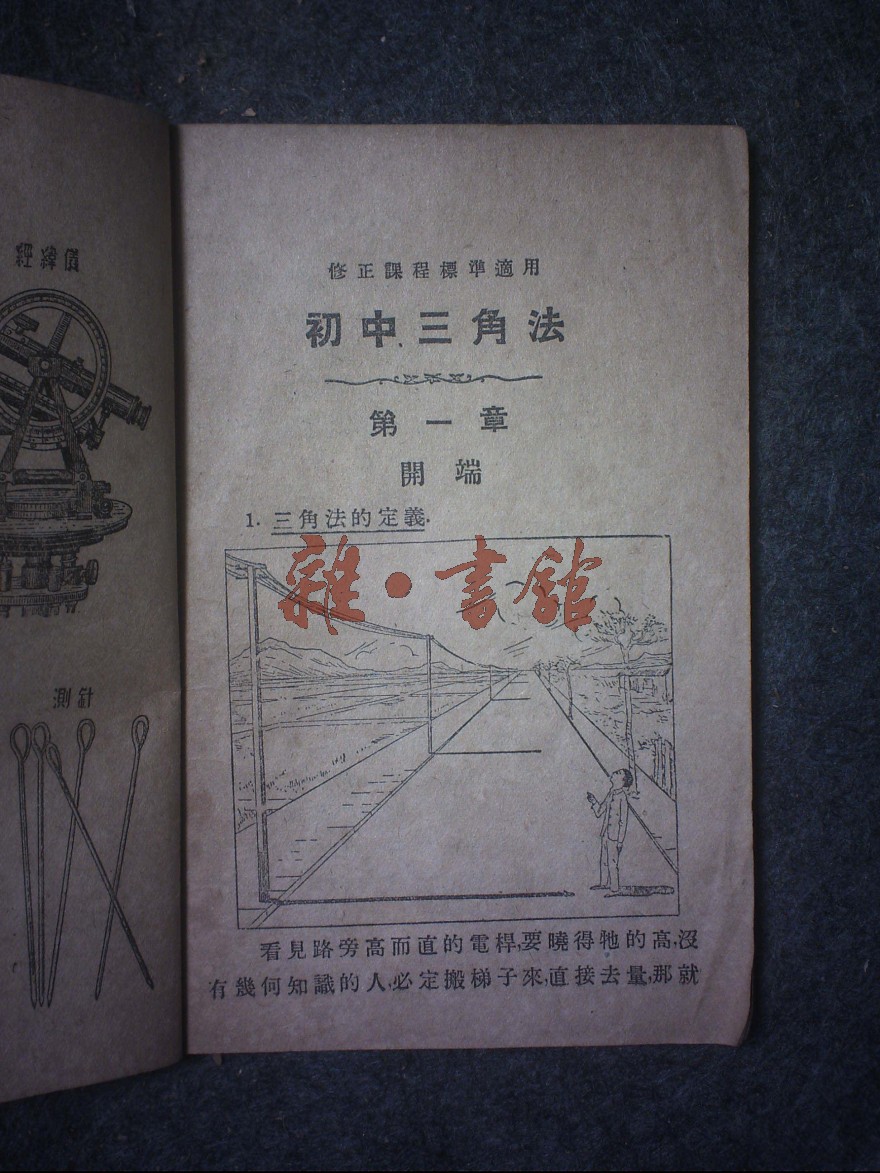 經緯儀
測針
修正課程標準適用
初中三角法
第一章
開端
1. 三角法的定義.
雜·書館
看見路旁高而直的電桿,要曉得牠的高,沒
有幾何知識的人,必定搬梯子來,直接去量,那就